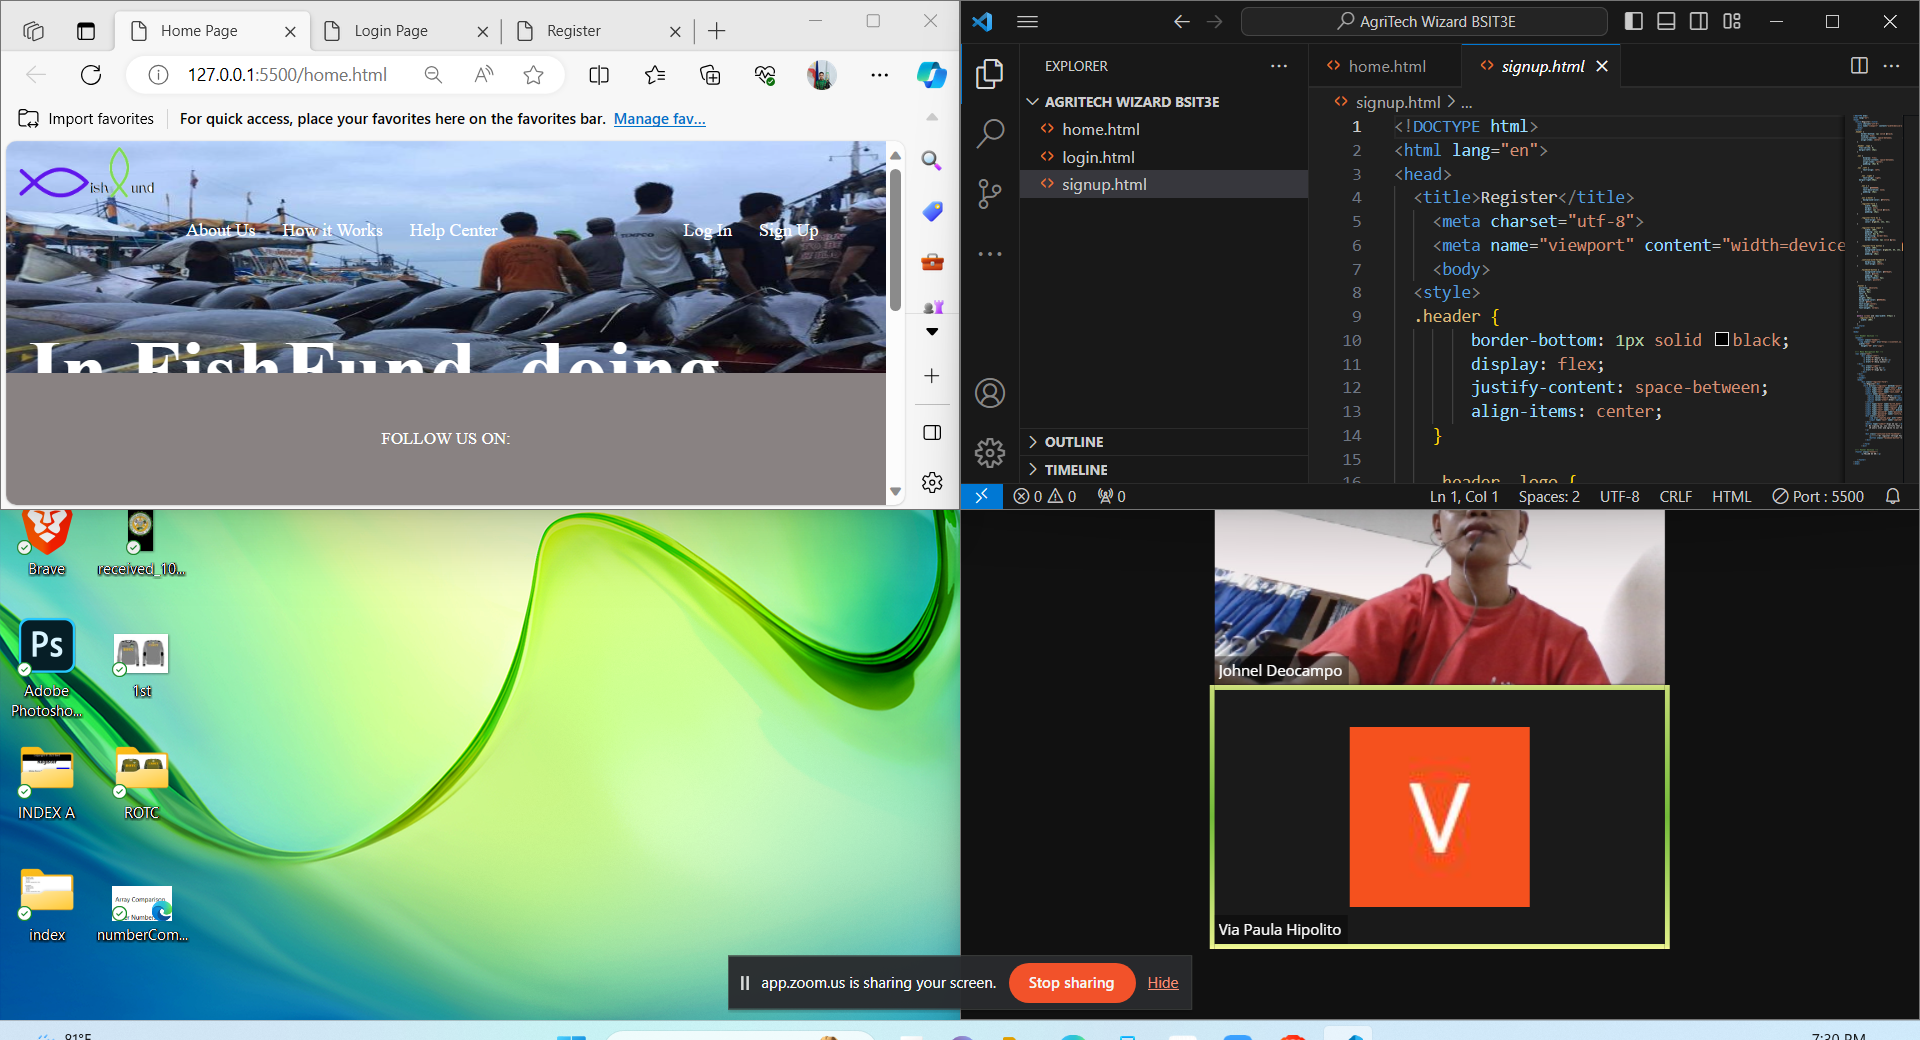 Home Page
Login Page
Register
127.0.0.1:5500/home.html
Import favorites
For quick access, place your favorites here on the favorites bar. Manage fav...
ish und
About Us How it Works Help Center Log In Sign Up
In FishFund, doing
FOLLOW US ON:
AgriTech Wizard BSIT3E
EXPLORER
AGRITECH WIZARD BSIT3E
home.html
login.html
signup.html
OUTLINE
TIMELINE
home.html
signup.html
signup.html > ...
1 <!DOCTYPE html>
2 <html lang="en">
3 <head>
4 <title>Register</title>
5 <meta charset="utf-8">
6 <meta name="viewport" content="width=device
7 <body>
8 <style>
9 .header {
10 border-bottom: 1px solid black;
11 display: flex;
12 justify-content: space-between;
13 align-items: center;
14 }
15
16 .header .logo {
0 0 0
Ln 1, Col 1 Spaces: 2 UTF-8 CRLF HTML Port : 5500
Brave
received_10...
Ps
Adobe
Photosho...
1st
INDEX A
ROTC
index
Array Comparison
numberCom...
Johnel Deocampo
V
Via Paula Hipolito
app.zoom.us is sharing your screen.
Stop sharing
Hide
81°F
7:30 PM